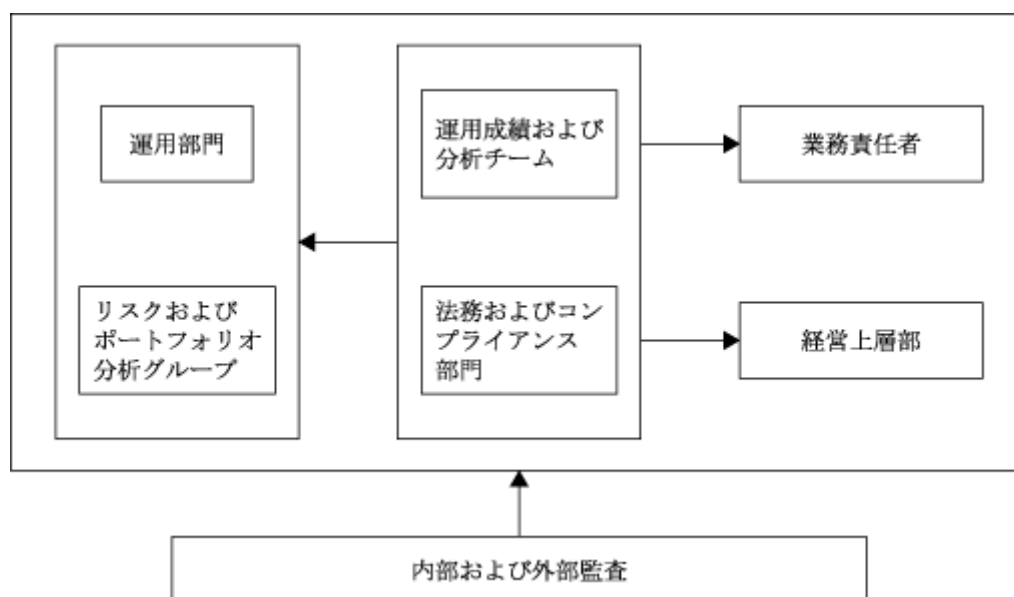 運用部門
リスクおよび
ポートフォリオ
分析グループ
運用成績および
分析チーム
法務およびコン
プライアンス
部門
業務責任者
経営上層部
内部および外部監査